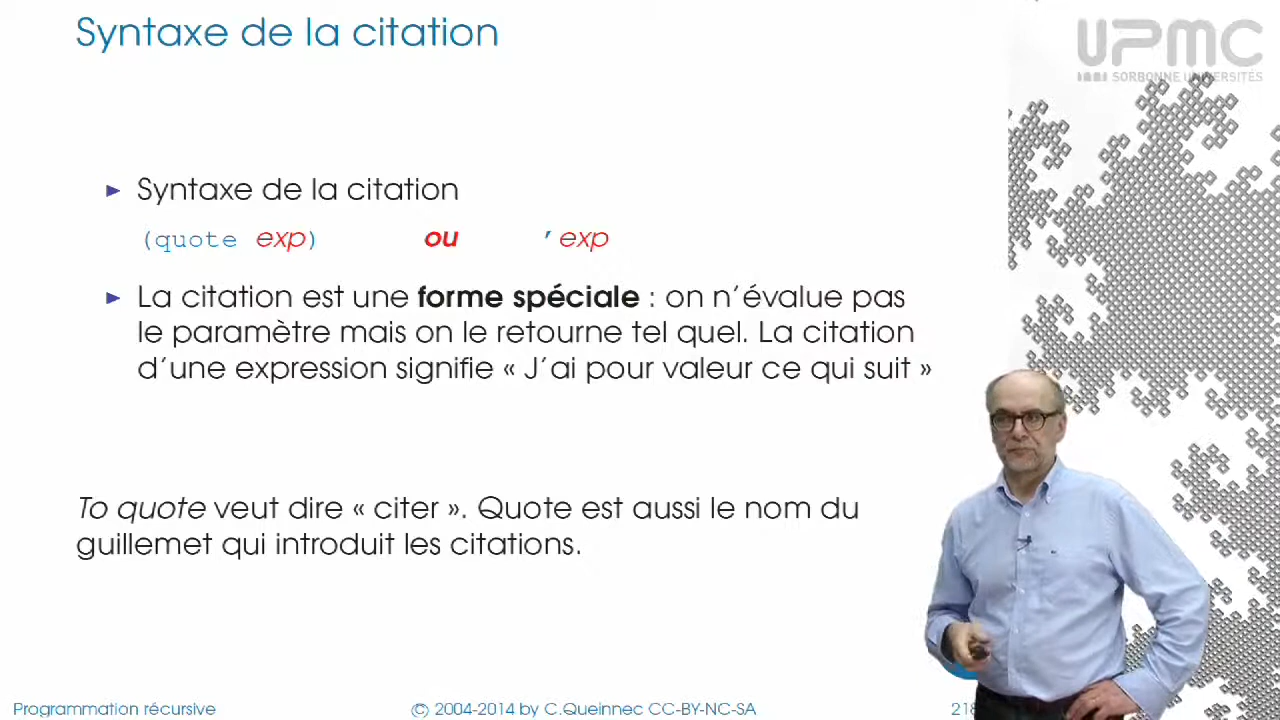 Syntaxe de la citation
UPMC
SORBONNE UNIVERSITÉS
▶ Syntaxe de la citation
(quote exp) ou ’exp
▶ La citation est une forme spéciale : on n’évalue pas
le paramètre mais on le retourne tel quel. La citation
d’une expression signifie « J’ai pour valeur ce qui suit »
To quote veut dire « citer ». Quote est aussi le nom du
guillemet qui introduit les citations.
Programmation récursive © 2004-2014 by C.Queinnec CC-BY-NC-SA 218